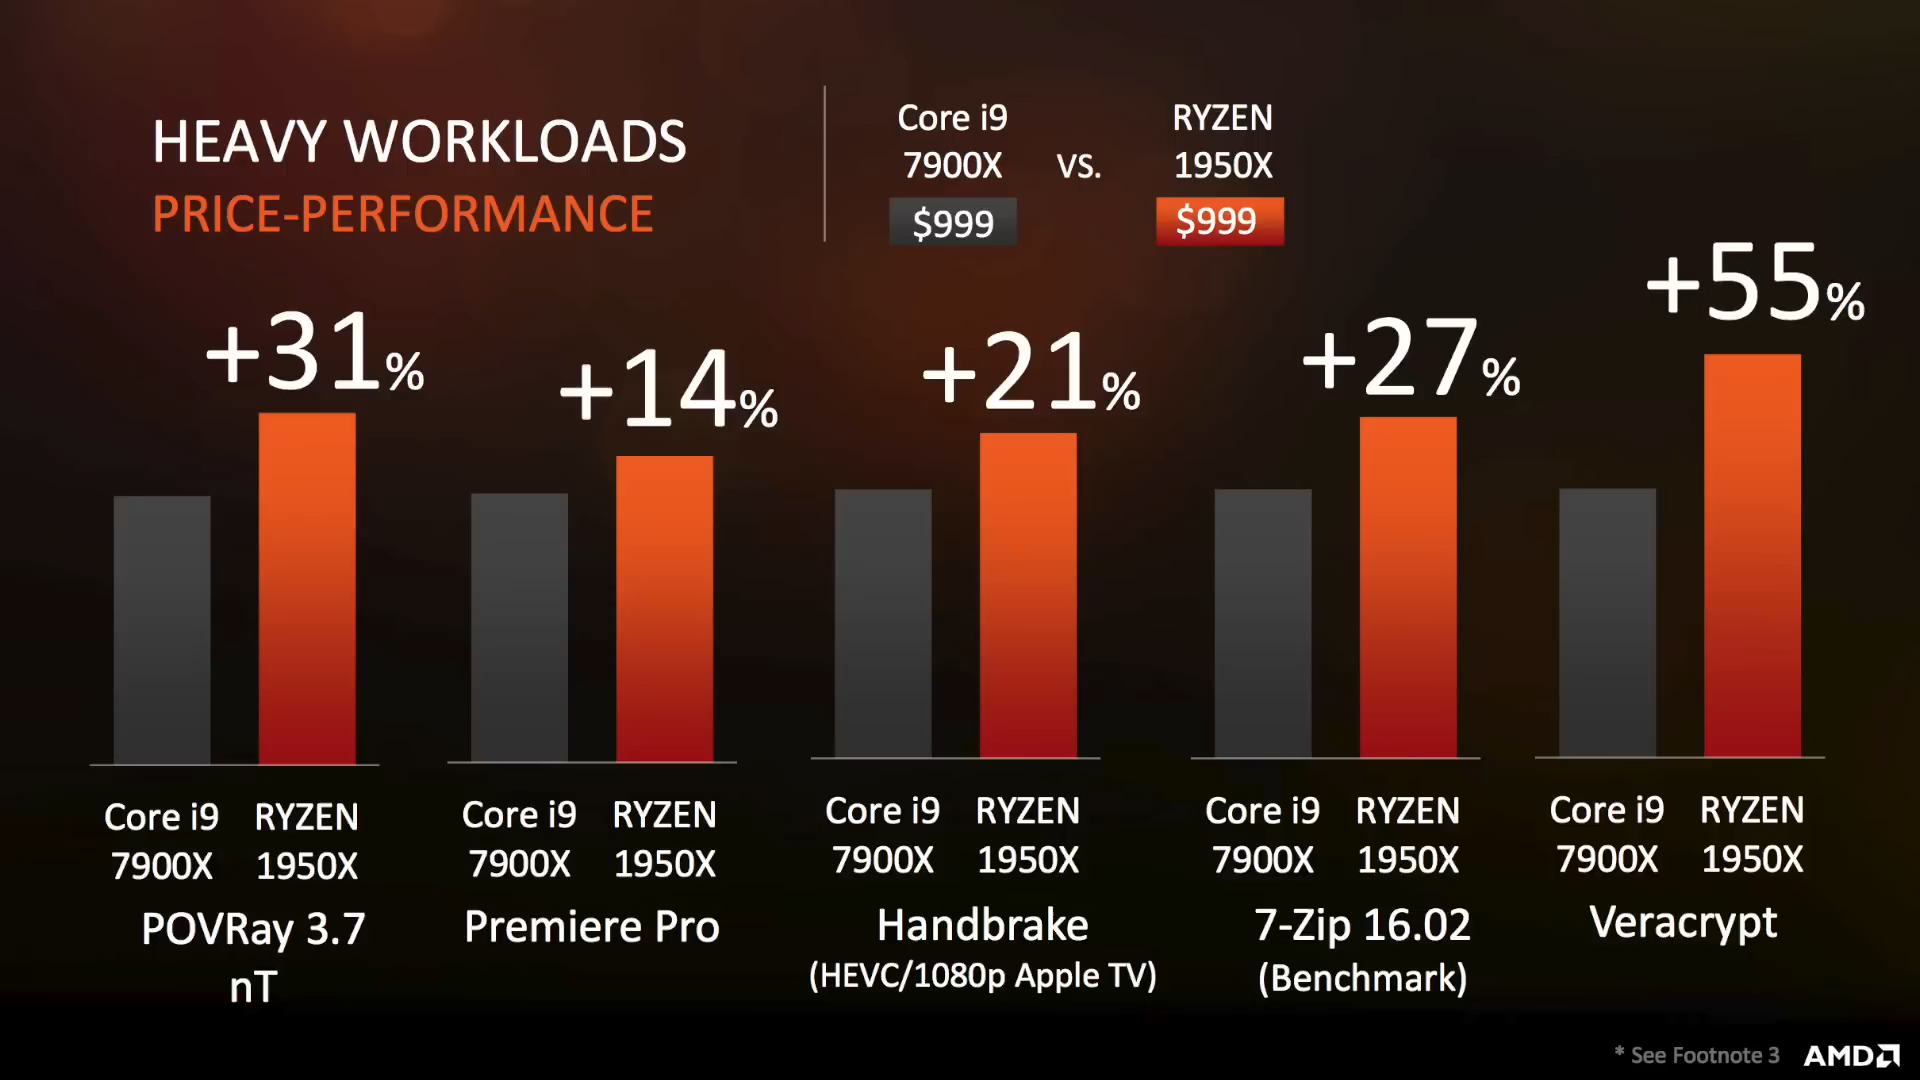 HEAVY WORKLOADS
PRICE-PERFORMANCE
Core i9
7900X
$999
VS.
RYZEN
1950X
$999
+31%
+14%
+21%
+27%
+55%
Core i9 RYZEN
7900X 1950X
POVRay 3.7
nT
Core i9 RYZEN
7900X 1950X
Premiere Pro
Core i9 RYZEN
7900X 1950X
Handbrake
(HEVC/1080p Apple TV)
Core i9 RYZEN
7900X 1950X
7-Zip 16.02
(Benchmark)
Core i9 RYZEN
7900X 1950X
Veracrypt
* See Footnote 3
AMD